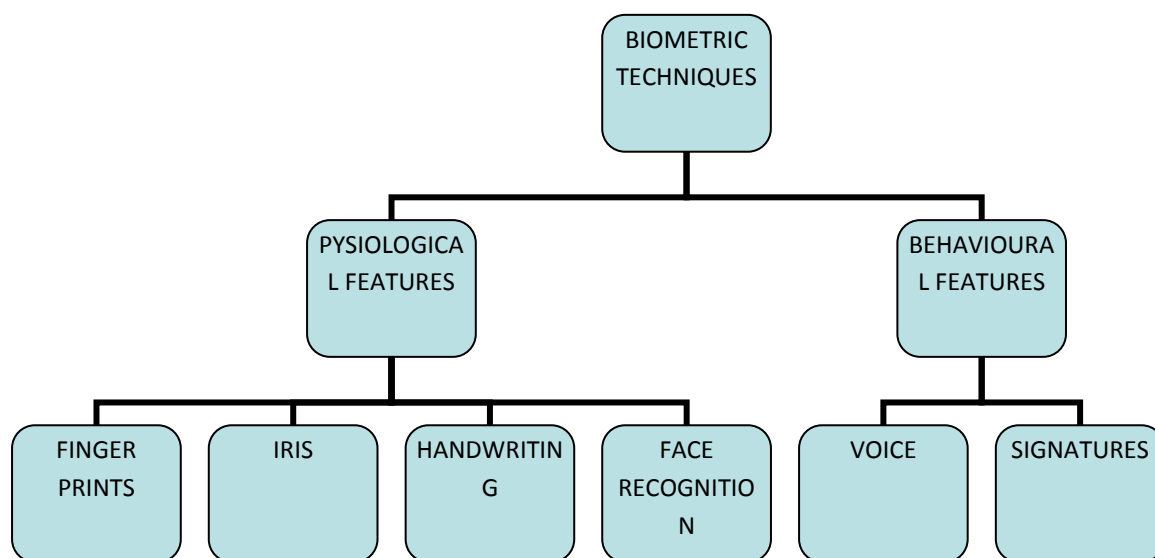 BIOMETRIC
TECHNIQUES
PYSIOLOGICA
L FEATURES
BEHAVIOURA
L FEATURES
FINGER
PRINTS
IRIS
HANDWRITIN
G
FACE
RECOGNITIO
N
VOICE
SIGNATURES